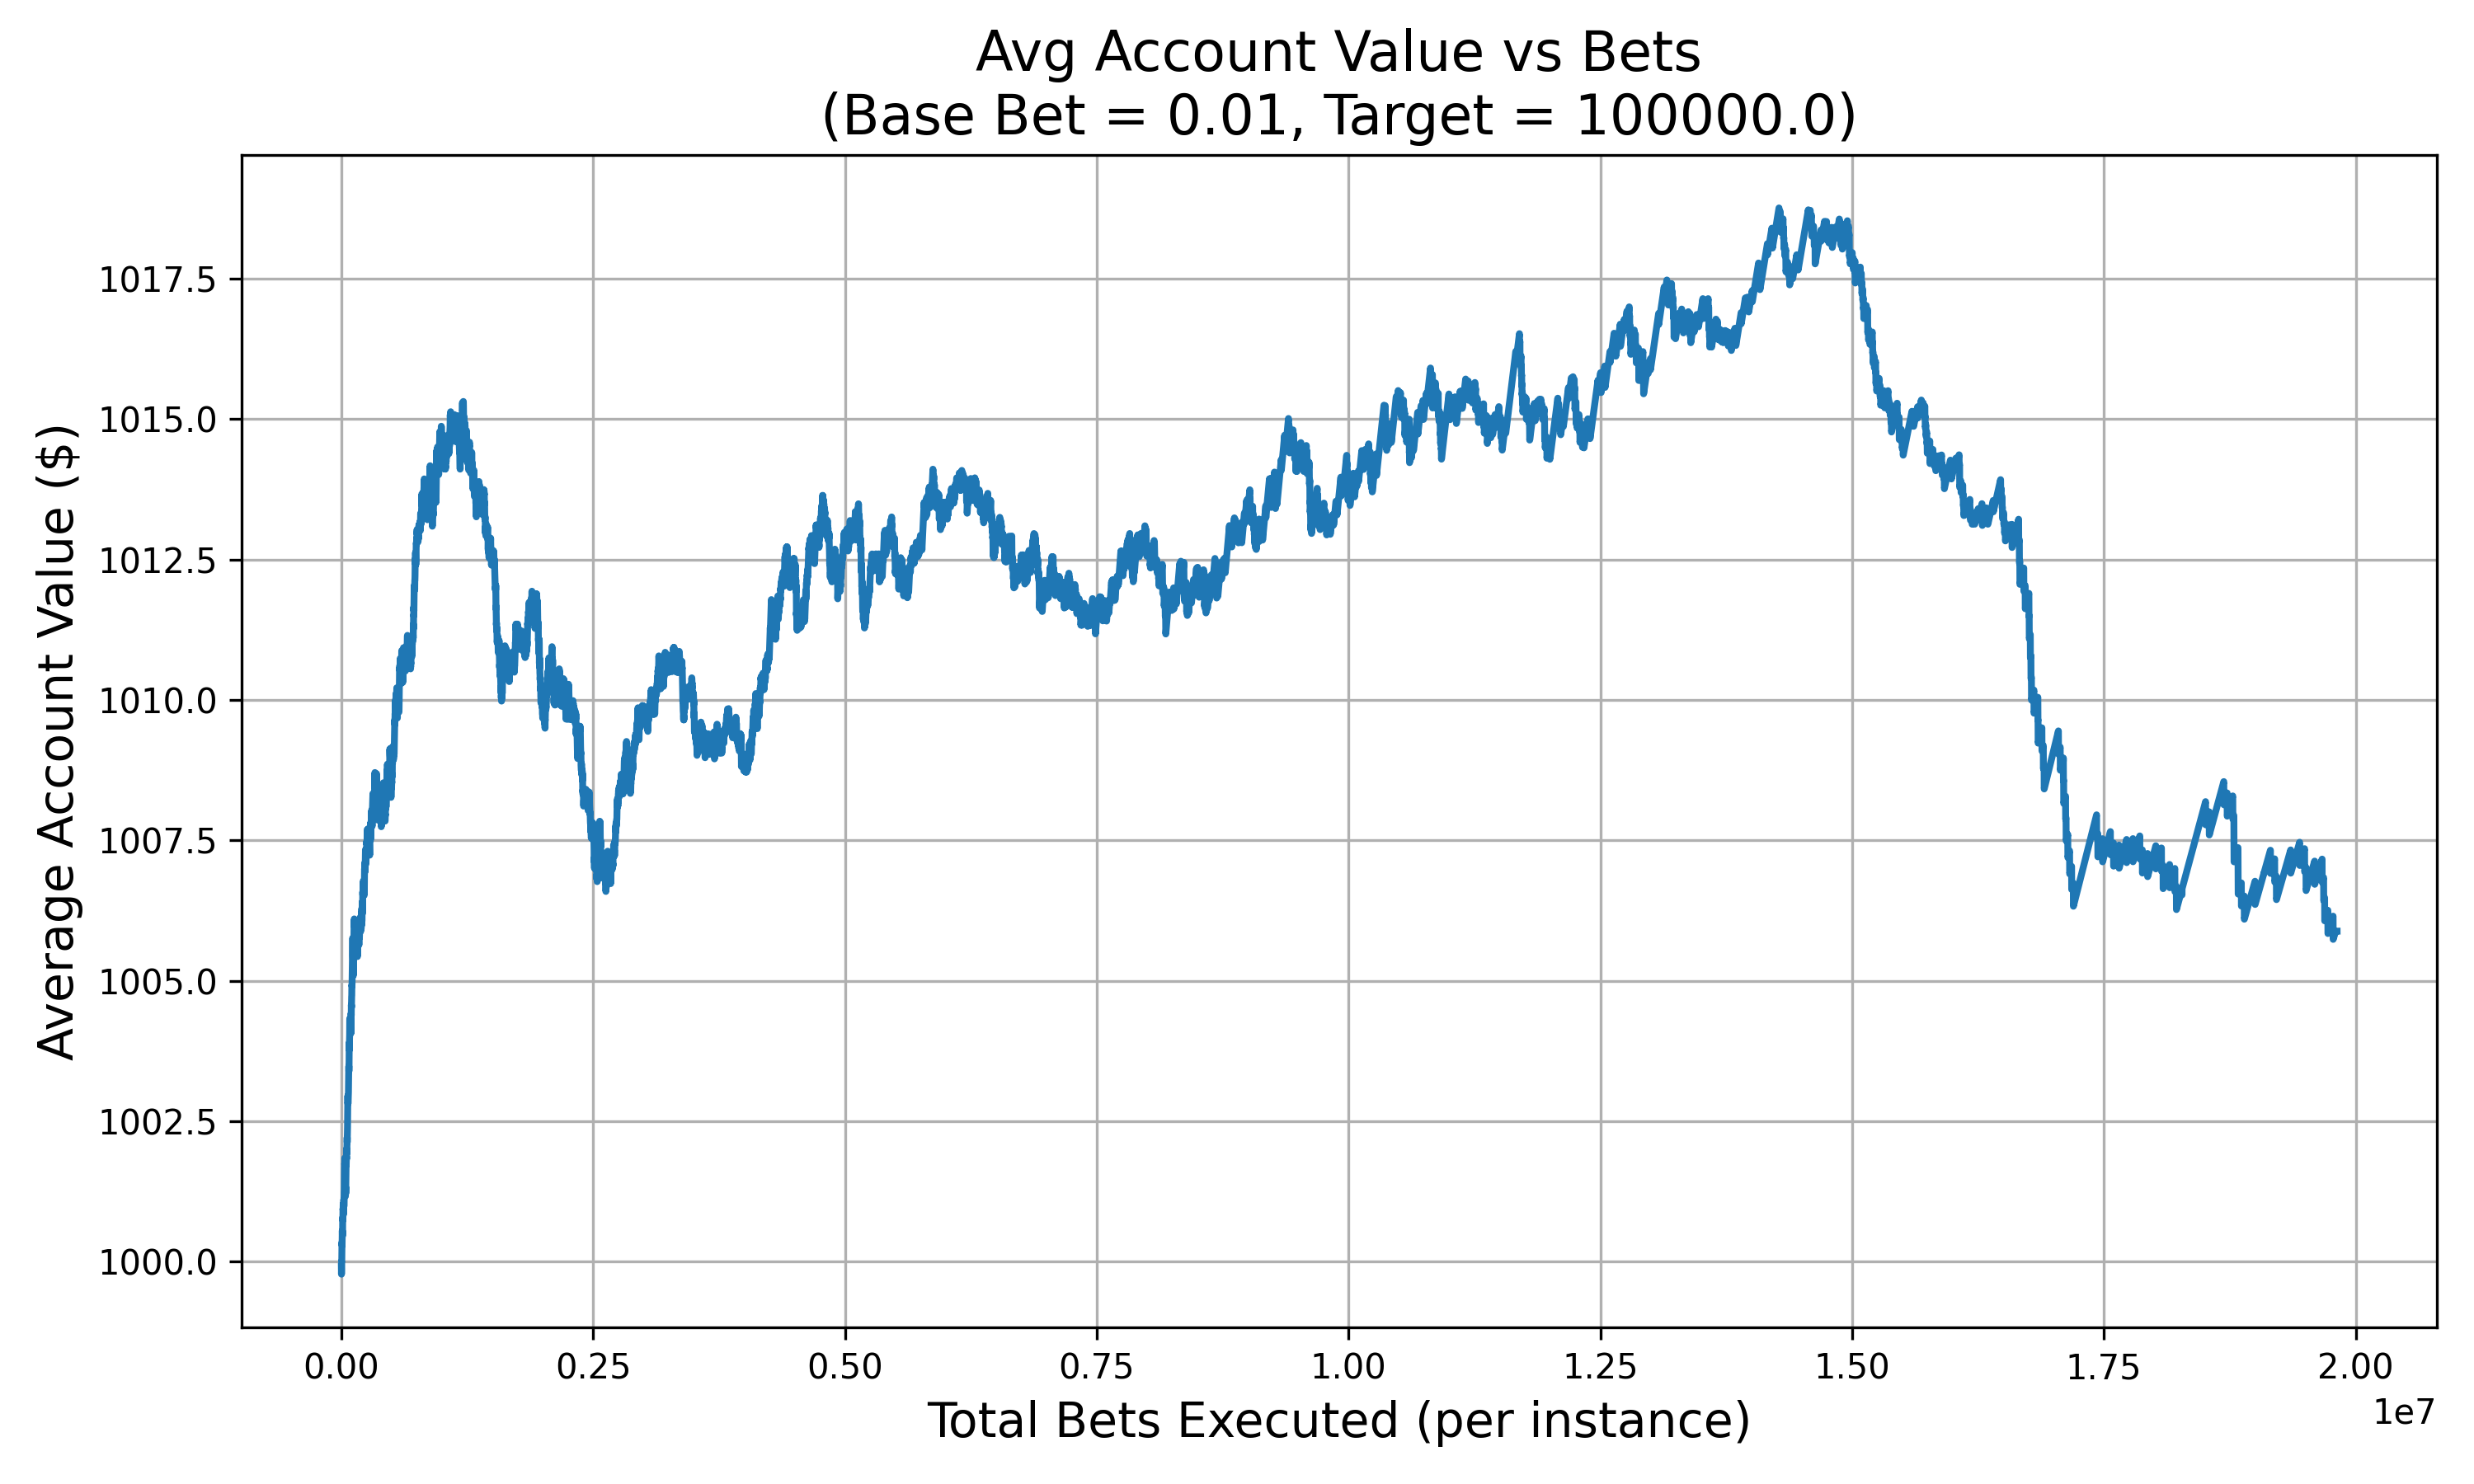 Avg Account Value vs Bets
(Base Bet = 0.01, Target = 100000.0)
Average Account Value ($)
1017.5
1015.0
1012.5
1010.0
1007.5
1005.0
1002.5
1000.0
0.00 0.25 0.50 0.75 1.00 1.25 1.50 1.75 2.00
1e7
Total Bets Executed (per instance)